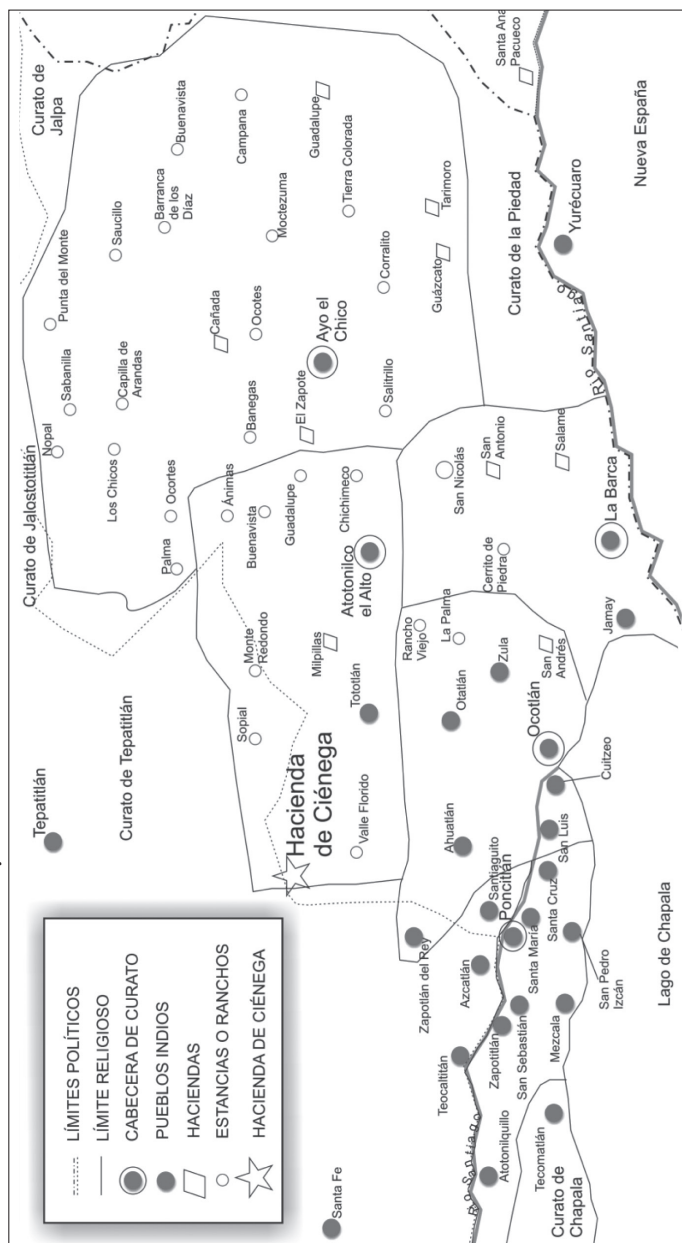 LÍMITES POLÍTICOS
LÍMITE RELIGIOSO
CABECERA DE CURATO
PUEBLOS INDIOS
HACIENDAS
ESTANCIAS O RANCHOS
HACIENDA DE CIÉNEGA
Tepatitlán
Curato de Tepatitlán
Curato de Jalostotitlán
Curato de
Jalpa
Nopal
Sabanilla
Punta del Monte
Los Chicos
Capilla de
Arandas
Saucillo
Palma
Ocortes
Barranca
de los
Díaz
Buenavista
Ánimas
Banegas
Cañada
Ocotes
Moctezuma
Campana
Sopial
Monte
Redondo
Buenavista
Guadalupe
El Zapote
Ayo el
Chico
Tierra Colorada
Guadalupe
Hacienda
de Ciénega
Milpillas
Chichimeco
Salitrillo
Corralito
Valle Florido
Tototlán
Atotonilco
el Alto
Guázcato
Tarimoro
Santa Fe
Zapotlán del Rey
Ahuatlán
Otatlán
Rancho
Viejo
La Palma
San Nicolás
Curato de la Piedad
Santa Ana
Pacueco
Teocaltitán
Azcatlán
Santiaguito
Zula
Cerrito de
Piedra
San
Antonio
Río Santiago
Atotonilquillo
Zapotitlán
San Sebastián
Poncitlán
Santa María
Santa Cruz
San Luis
Ocotlán
San
Andrés
Salame
Yurécuaro
Río Santiago
Tecomatlán
Mezcala
San Pedro
Izcán
Cuitzeo
Jamay
La Barca
Curato de
Chapala
Lago de Chapala
Nueva España